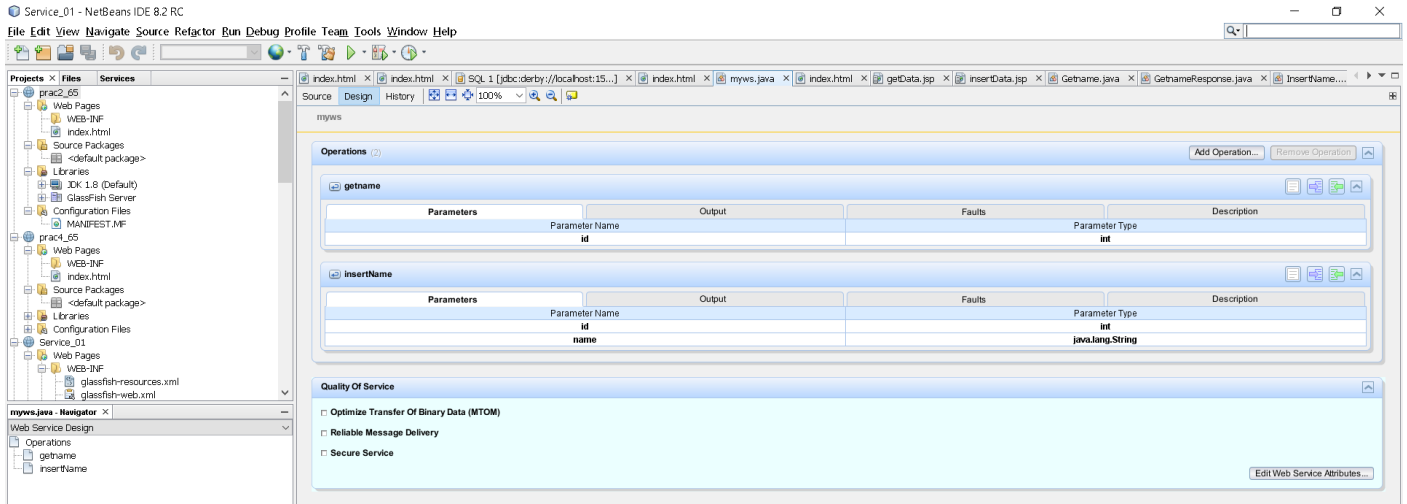 Service_01 - NetBeans IDE 8.2 RC
File Edit View Navigate Source Refactor Run Debug Profile Team Tools Window Help
Projects Files Services
index.html index.html SQL 1 [jdbc:derby://localhost:15...] index.html myws.java index.html getData.jsp insertData.jsp Getname.java GetnameResponse.java InsertName....
Source Design History 100%
prac2_65
Web Pages
WEB-INF
index.html
Source Packages
<default package>
Libraries
JDK 1.8 (Default)
GlassFish Server
Configuration Files
MANIFEST.MF
prac4_65
Web Pages
WEB-INF
index.html
Source Packages
<default package>
Libraries
Configuration Files
Service_01
Web Pages
WEB-INF
glassfish-resources.xml
glassfish-web.xml
myws.java - Navigator
Web Service Design
Operations
getname
insertName
myws
Operations (2)
Add Operation... Remove Operation
getname
Parameters Output Faults Description
Parameter Name Parameter Type
id int
insertName
Parameters Output Faults Description
Parameter Name Parameter Type
id int
name java.lang.String
Quality Of Service
Optimize Transfer Of Binary Data (MTOM)
Reliable Message Delivery
Secure Service
Edit Web Service Attributes...